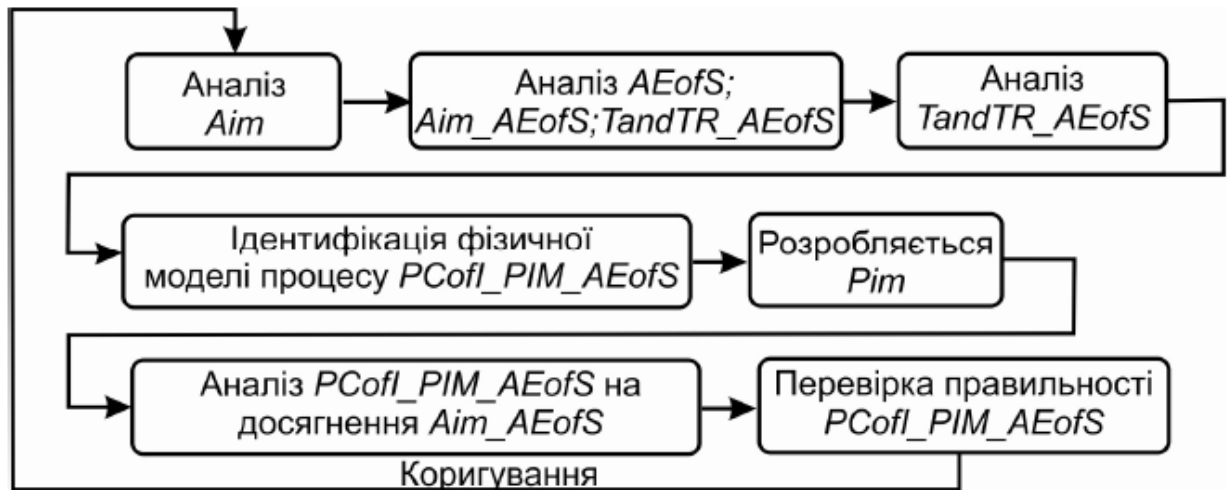 Аналіз
Aim
Аналіз AEofS;
Aim_AEofS;TandTR_AEofS
Аналіз
TandTR_AEofS
Ідентифікація фізичної
моделі процесу PCofI_PIM_AEofS
Розробляється
Pim
Аналіз PCofI_PIM_AEofS на
досягнення Aim_AEofS
Перевірка правильності
PCofI_PIM_AEofS
Коригування